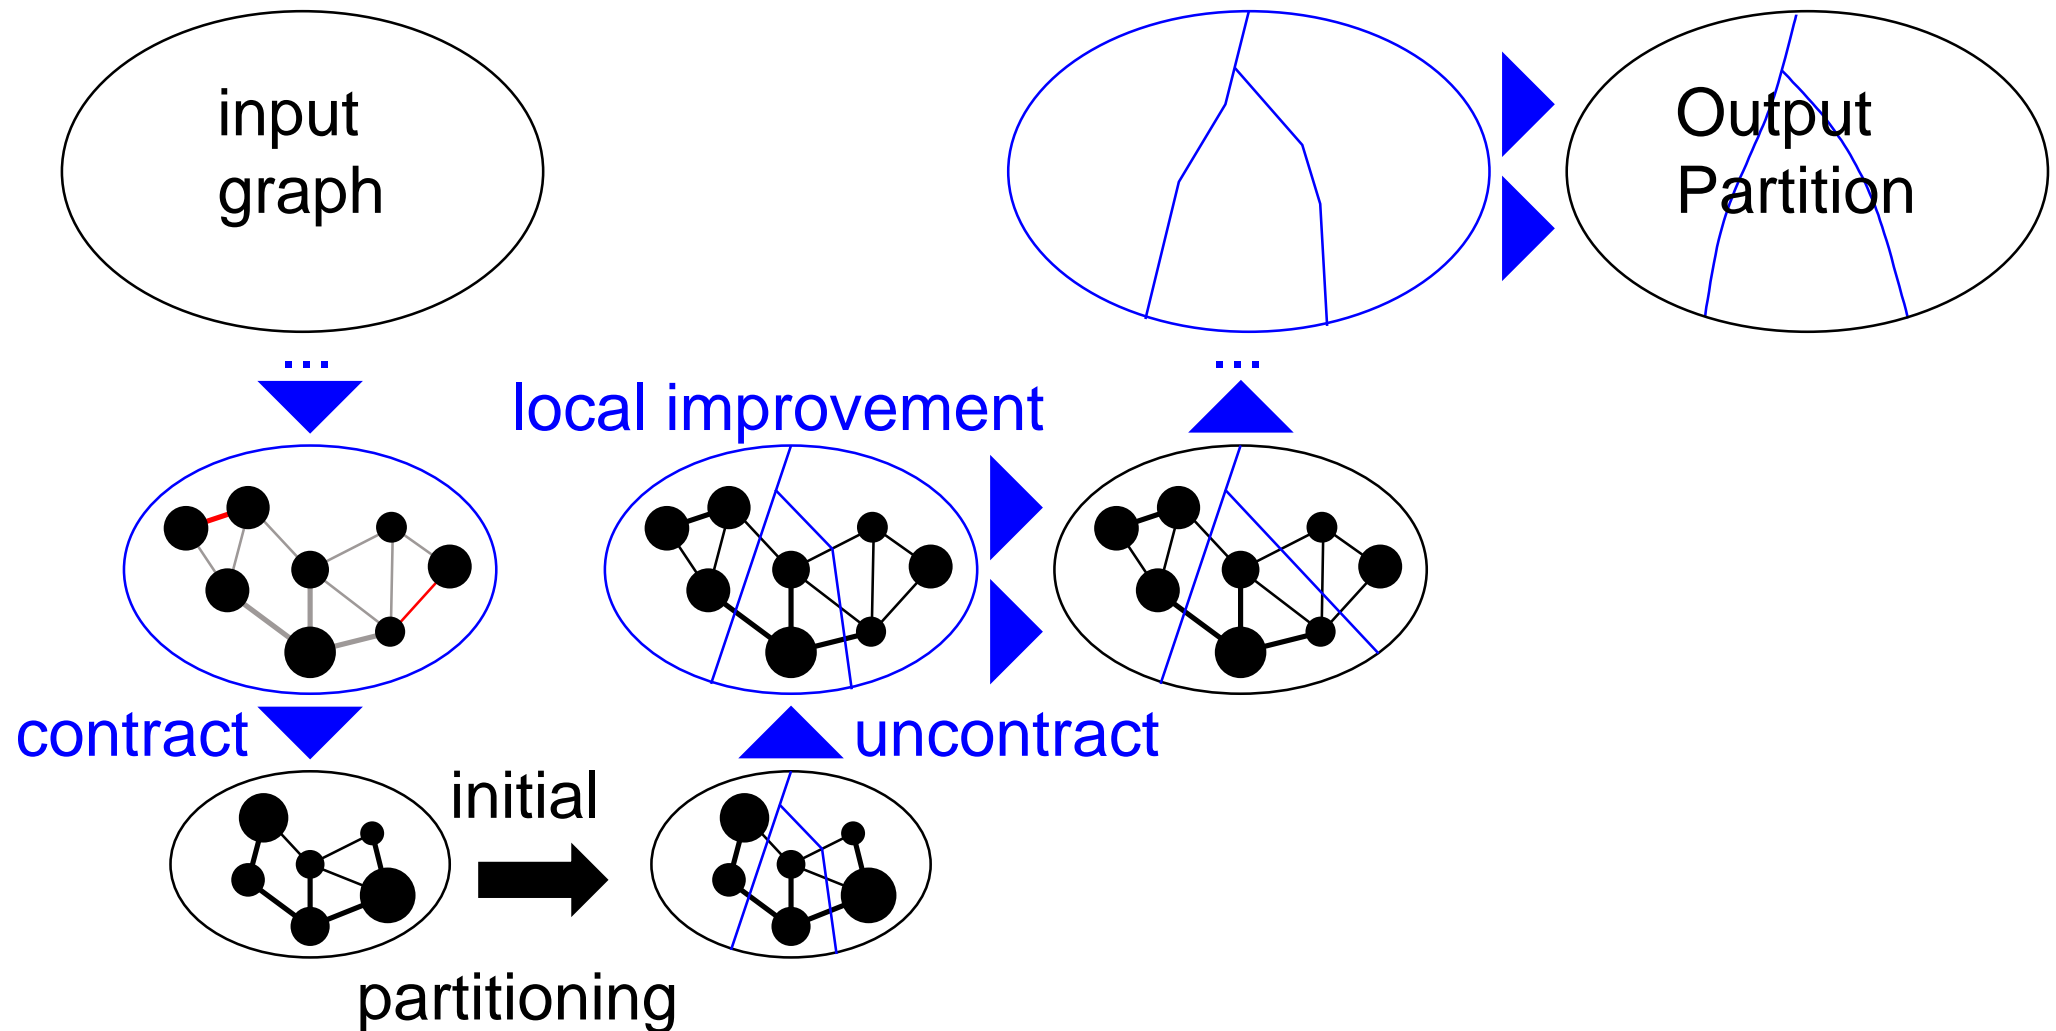 input
graph
Output
Partition
...
...
local improvement
contract
uncontract
initial
partitioning